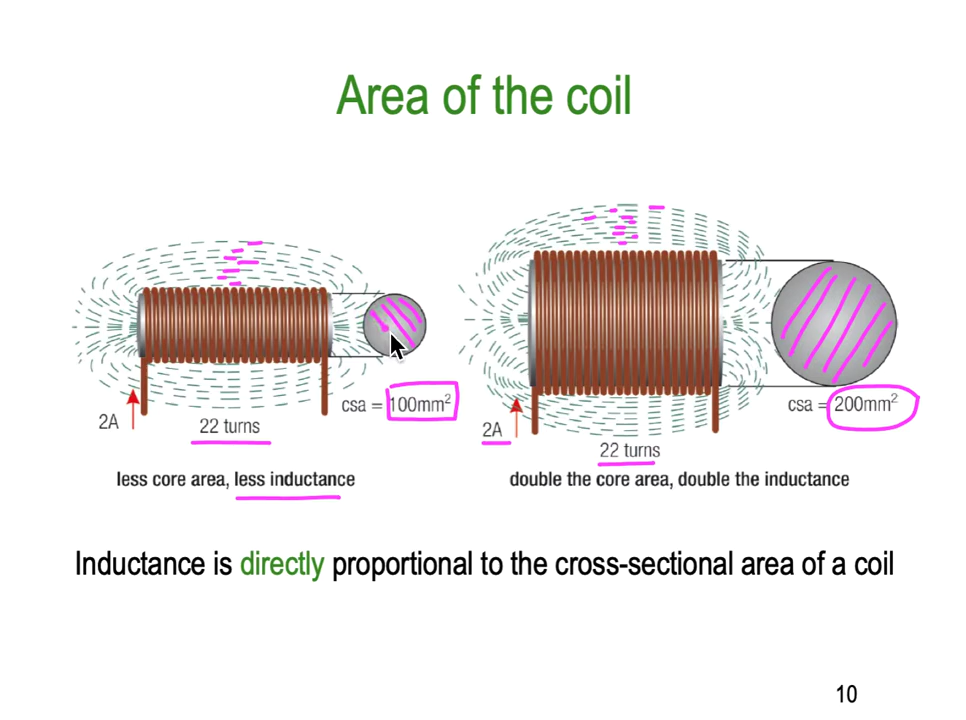 Area of the coil
2A
22 turns
csa = 100mm²
less core area, less inductance
2A
22 turns
csa = 200mm²
double the core area, double the inductance
Inductance is directly proportional to the cross-sectional area of a coil
10